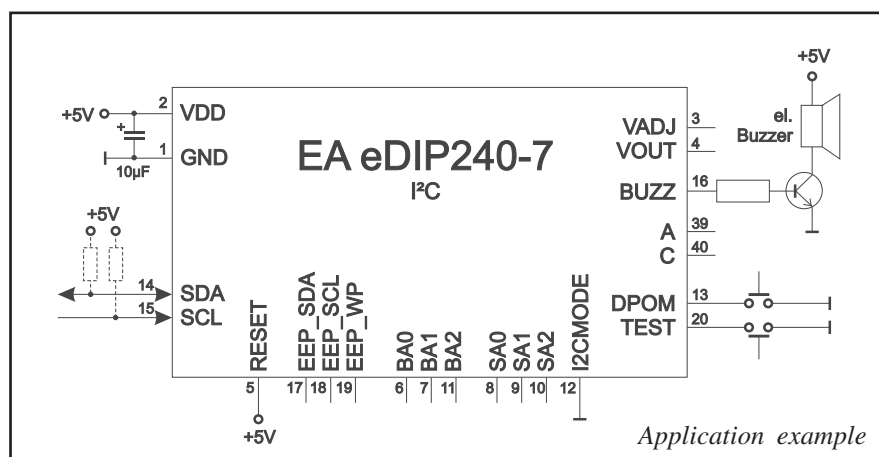 +5V
el.
Buzzer
+5V
2
VDD
1
GND
10µF
+
EA eDIP240-7
I²C
VADJ
3
VOUT
4
BUZZ
16
A
39
C
40
+5V
14
SDA
15
SCL
DPOM
13
TEST
20
RESET
EEP_SDA
EEP_SCL
EEP_WP
BA0
BA1
BA2
SA0
SA1
SA2
I2CMODE
5
17
18
19
6
7
11
8
9
10
12
+5V
Application example